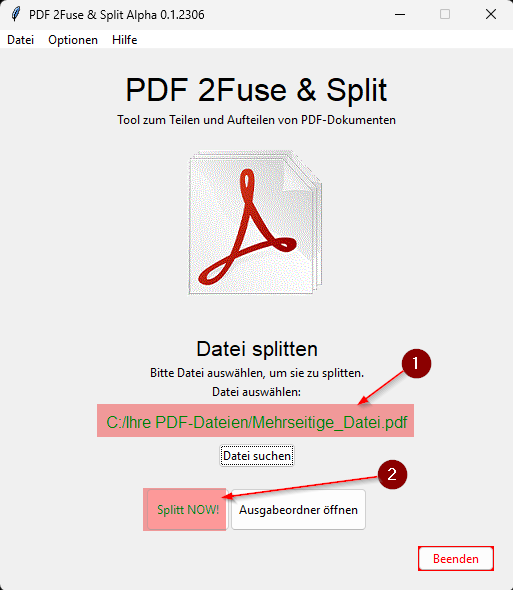 PDF 2Fuse & Split Alpha 0.1.2306
Datei Optionen Hilfe
PDF 2Fuse & Split
Tool zum Teilen und Aufteilen von PDF-Dokumenten
Datei splitten
1
Bitte Datei auswählen, um sie zu splitten.
Datei auswählen:
C:/Ihre PDF-Dateien/Mehrseitige_Datei.pdf
Datei suchen
2
Splitt NOW! Ausgabeordner öffnen
Beenden